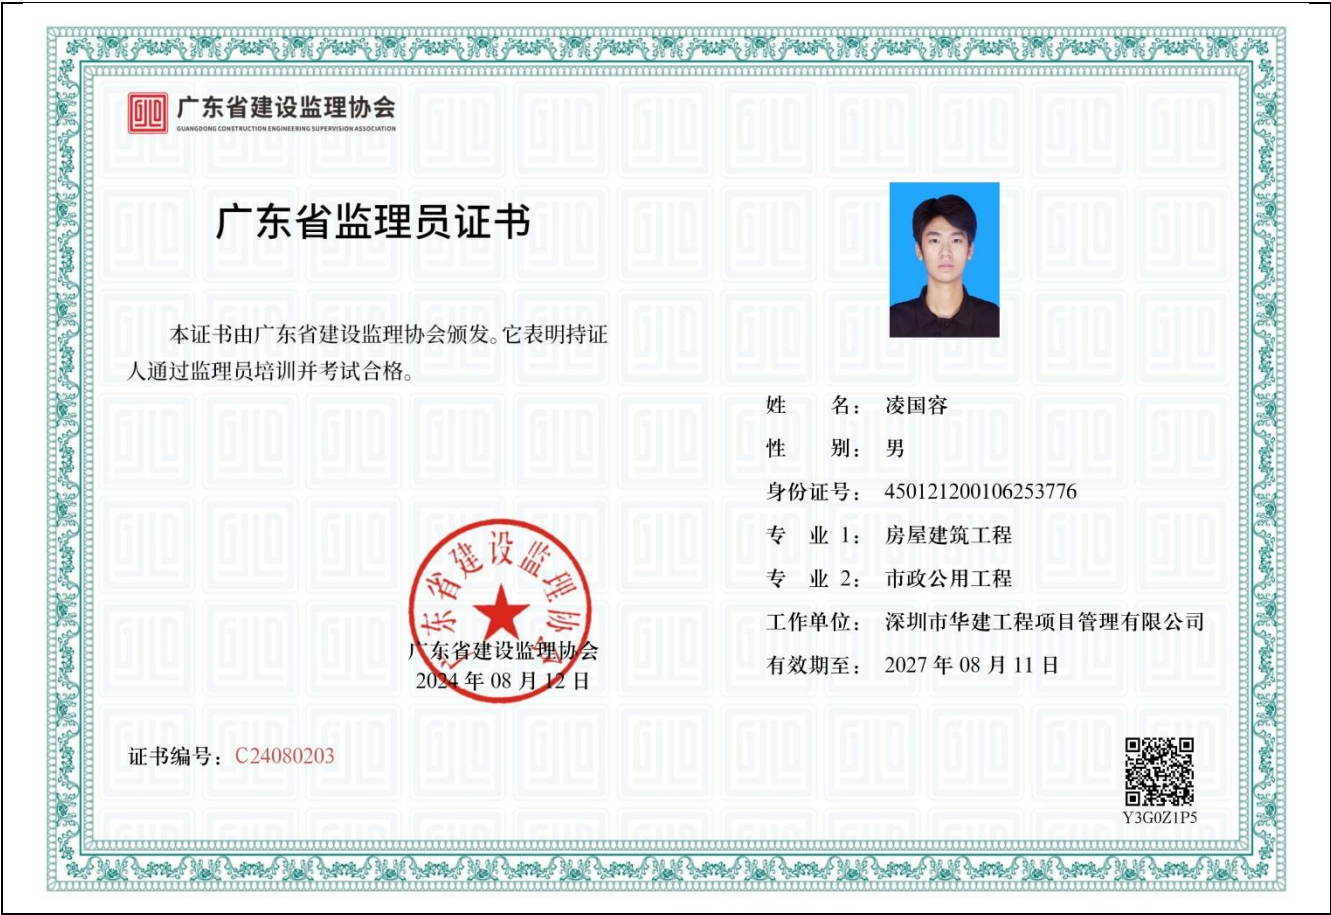 广东省建设监理协会
GUANGDONG CONSTRUCTION ENGINEERING SUPERVISION ASSOCIATION
广东省监理员证书
本证书由广东省建设监理协会颁发。它表明持证
人通过监理员培训并考试合格。
姓 名： 凌国容
性 别： 男
身份证号： 450121200106253776
专 业 1： 房屋建筑工程
专 业 2： 市政公用工程
工作单位： 深圳市华建工程项目管理有限公司
有效期至： 2027 年 08 月 11 日
广东省建设监理协会
广东省建设监理协会
2024 年 08 月 12 日
证书编号：C24080203
Y3G0Z1P5